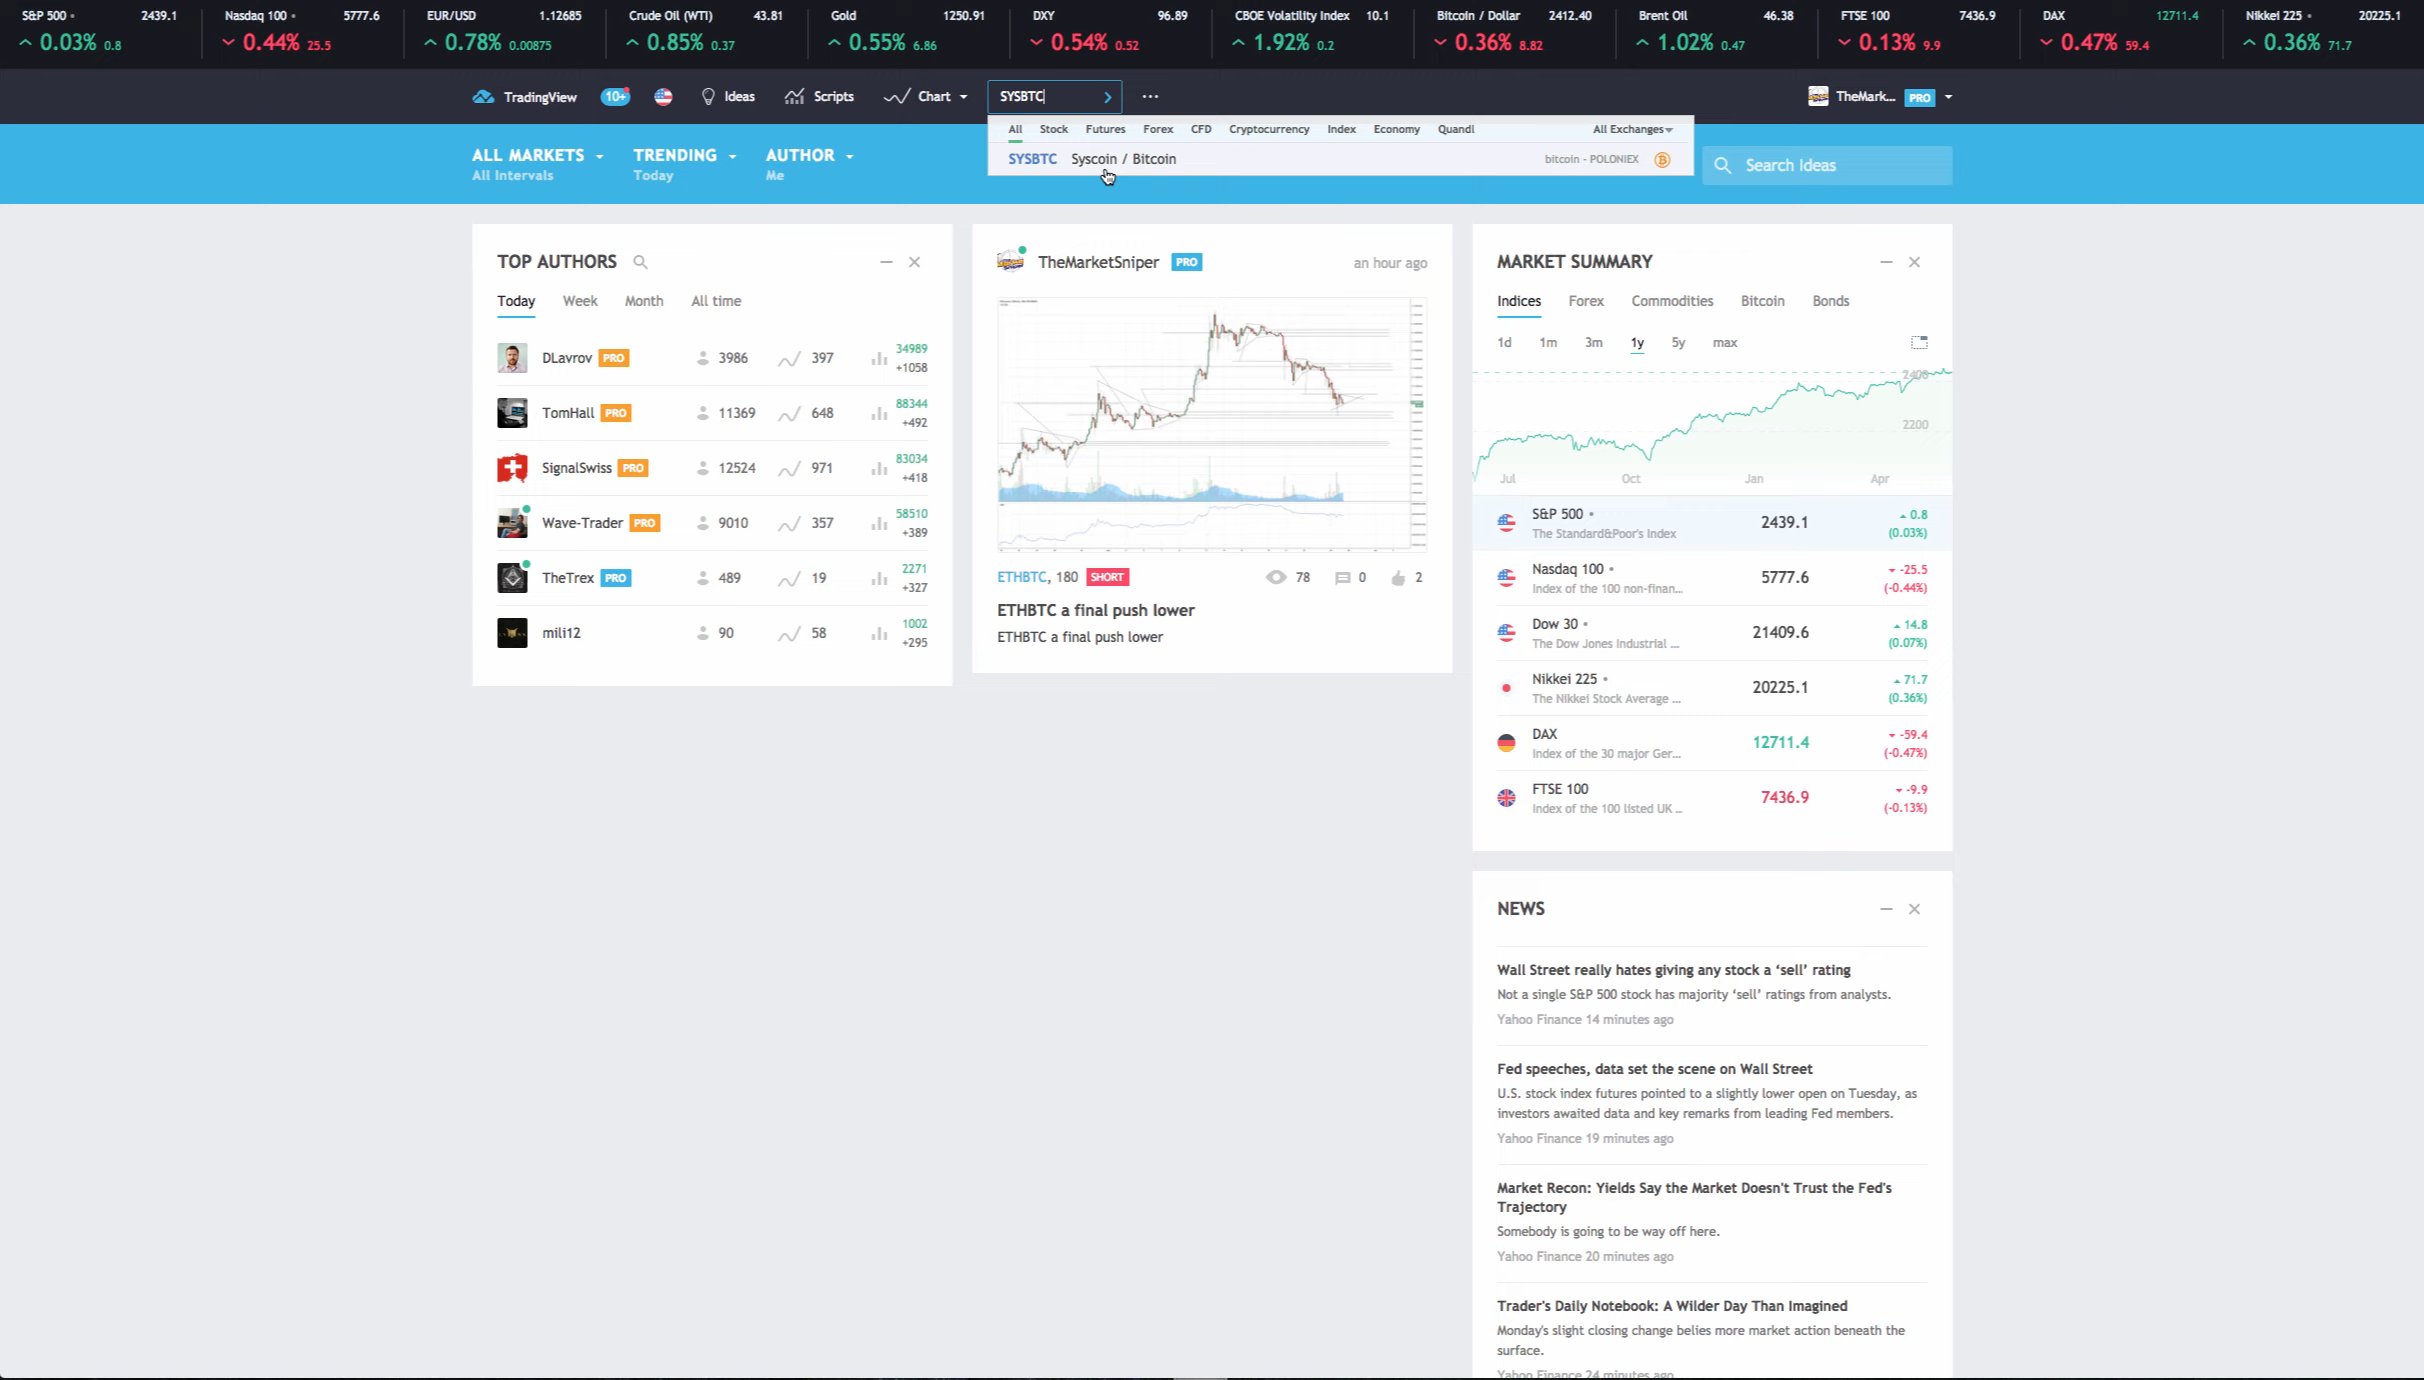 S&P 500 2439.1
0.03% 0.8
Nasdaq 100 5777.6
0.44% 25.5
EUR/USD 1.12685
0.78% 0.00875
Crude Oil (WTI) 43.81
0.85% 0.37
Gold 1250.91
0.55% 6.86
DXY 96.89
0.54% 0.52
CBOE Volatility Index 10.1
1.92% 0.2
Bitcoin / Dollar 2412.40
0.36% 8.82
Brent Oil 46.38
1.02% 0.47
FTSE 100 7436.9
0.13% 9.9
DAX 12711.4
0.47% 59.4
Nikkei 225 20225.1
0.36% 71.7
TradingView 10+ Ideas Scripts Chart SYSBTC ... TheMark... PRO
All Stock Futures Forex CFD Cryptocurrency Index Economy Quandl All Exchanges
SYSBTC Syscoin / Bitcoin bitcoin - POLONIEX
ALL MARKETS TRENDING AUTHOR
All Intervals Today Me
Search Ideas
TOP AUTHORS
Today Week Month All time
DLavrov PRO 3986 397 34989
+1058
TomHall PRO 11369 648 88344
+492
SignalSwiss PRO 12524 971 83034
+418
Wave-Trader PRO 9010 357 58510
+389
TheTrex PRO 489 19 2271
+327
mili12 90 58 1002
+295
TheMarketSniper PRO an hour ago
ETHBTC, 180 SHORT 78 0 2
ETHBTC a final push lower
ETHBTC a final push lower
MARKET SUMMARY
Indices Forex Commodities Bitcoin Bonds
1d 1m 3m 1y 5y max
2400
2200
Jul Oct Jan Apr
S&P 500 2439.1 0.8
The Standard&Poor's Index (0.03%)
Nasdaq 100 5777.6 -25.5
Index of the 100 non-finan... (-0.44%)
Dow 30 21409.6 14.8
The Dow Jones Industrial ... (0.07%)
Nikkei 225 20225.1 71.7
The Nikkei Stock Average ... (0.36%)
DAX 12711.4 -59.4
Index of the 30 major Ger... (-0.47%)
FTSE 100 7436.9 -9.9
Index of the 100 listed UK ... (-0.13%)
NEWS
Wall Street really hates giving any stock a ‘sell’ rating
Not a single S&P 500 stock has majority ‘sell’ ratings from analysts.
Yahoo Finance 14 minutes ago
Fed speeches, data set the scene on Wall Street
U.S. stock index futures pointed to a slightly lower open on Tuesday, as
investors awaited data and key remarks from leading Fed members.
Yahoo Finance 19 minutes ago
Market Recon: Yields Say the Market Doesn't Trust the Fed's
Trajectory
Somebody is going to be way off here.
Yahoo Finance 20 minutes ago
Trader's Daily Notebook: A Wilder Day Than Imagined
Monday's slight closing change belies more market action beneath the
surface.
Yahoo Finance 24 minutes ago